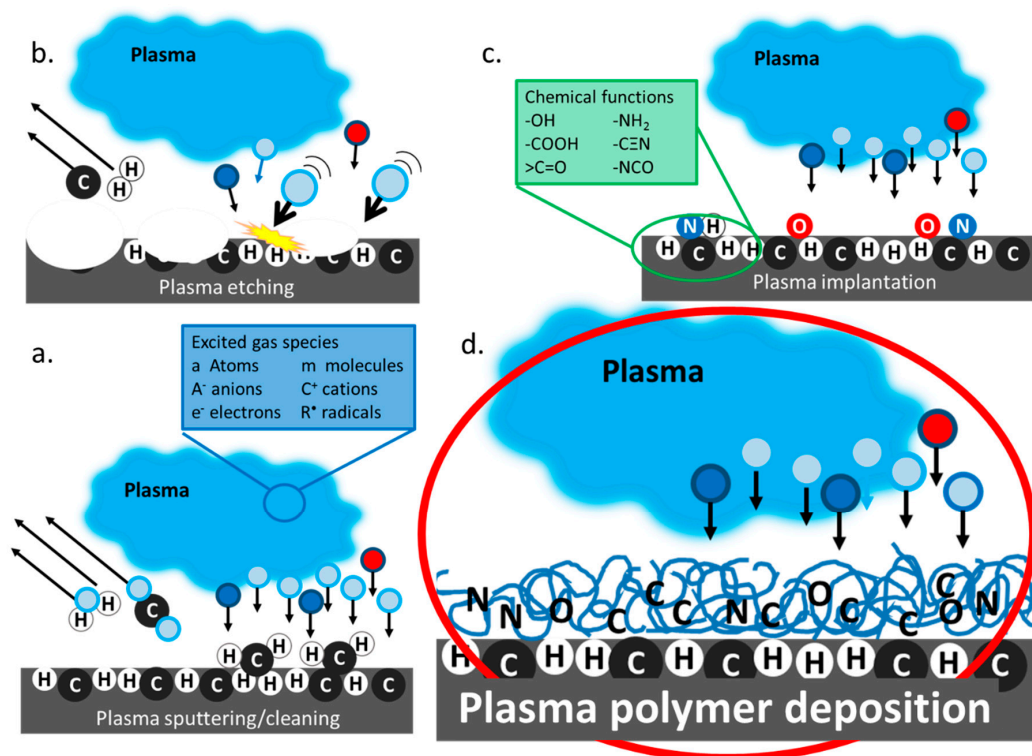 b.
Plasma
C
H
H
H C H H H C H C
Plasma etching
c.
Plasma
Chemical functions
-OH -NH₂
-COOH -CΞN
>C=O -NCO
N H O O N
H C H H C H C H H H C H C
Plasma implantation
a.
Excited gas species
a Atoms m molecules
A⁻ anions C⁺ cations
e⁻ electrons R• radicals
Plasma
H H
C
H C H H C H
H C H H C H C H H H C H C
Plasma sputtering/cleaning
d.
Plasma
N N O C C C N C O C C C O N
H C H H C H C H H H C H C
Plasma polymer deposition